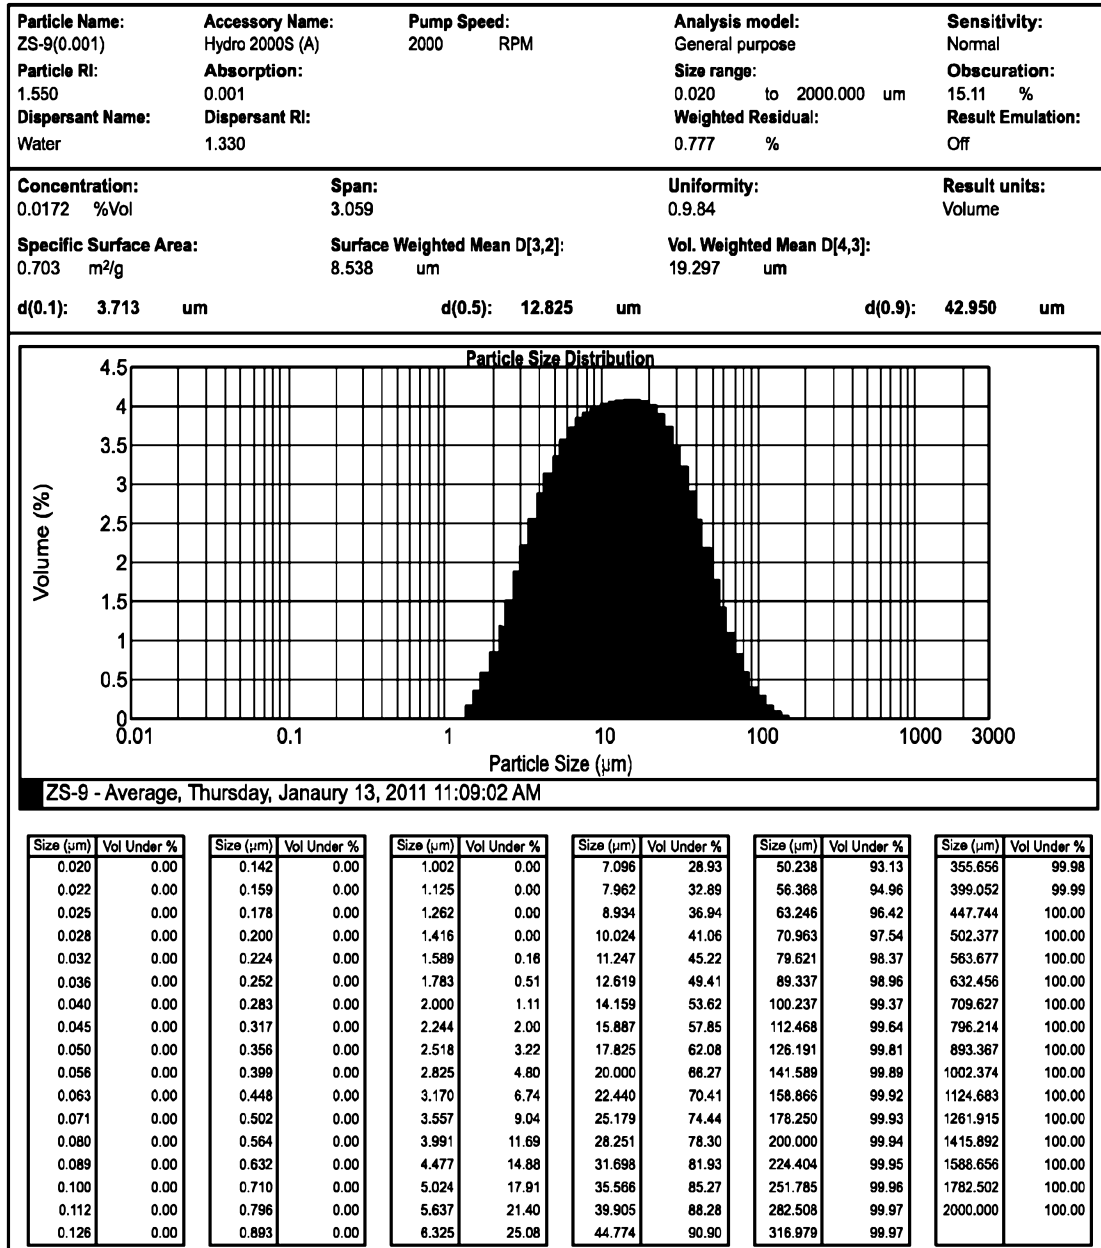 Particle Name: Accessory Name: Pump Speed: Analysis model: Sensitivity:
ZS-9(0.001) Hydro 2000S (A) 2000 RPM General purpose Normal
Particle RI: Absorption: Size range: Obscuration:
1.550 0.001 0.020 to 2000.000 um 15.11 %
Dispersant Name: Dispersant RI: Weighted Residual: Result Emulation:
Water 1.330 0.777 % Off
Concentration: Span: Uniformity: Result units:
0.0172 %Vol 3.059 0.9.84 Volume
Specific Surface Area: Surface Weighted Mean D[3,2]: Vol. Weighted Mean D[4,3]:
0.703 m²/g 8.538 um 19.297 um
d(0.1): 3.713 um d(0.5): 12.825 um d(0.9): 42.950 um
Particle Size Distribution
4.5
4
3.5
3
2.5
2
1.5
1
0.5
0
Volume (%)
0.01 0.1 1 10 100 1000 3000
Particle Size (µm)
ZS-9 - Average, Thursday, Janaury 13, 2011 11:09:02 AM
Size (µm) Vol Under % Size (µm) Vol Under % Size (µm) Vol Under % Size (µm) Vol Under % Size (µm) Vol Under % Size (µm) Vol Under %
0.020 0.00 0.142 0.00 1.002 0.00 7.096 28.93 50.238 93.13 355.656 99.98
0.022 0.00 0.159 0.00 1.125 0.00 7.962 32.89 56.368 94.96 399.052 99.99
0.025 0.00 0.178 0.00 1.262 0.00 8.934 36.94 63.246 96.42 447.744 100.00
0.028 0.00 0.200 0.00 1.416 0.00 10.024 41.06 70.963 97.54 502.377 100.00
0.032 0.00 0.224 0.00 1.589 0.16 11.247 45.22 79.621 98.37 563.677 100.00
0.036 0.00 0.252 0.00 1.783 0.51 12.619 49.41 89.337 98.96 632.456 100.00
0.040 0.00 0.283 0.00 2.000 1.11 14.159 53.62 100.237 99.37 709.627 100.00
0.045 0.00 0.317 0.00 2.244 2.00 15.887 57.85 112.468 99.64 796.214 100.00
0.050 0.00 0.356 0.00 2.518 3.22 17.825 62.08 126.191 99.81 893.367 100.00
0.056 0.00 0.399 0.00 2.825 4.80 20.000 66.27 141.589 99.89 1002.374 100.00
0.063 0.00 0.448 0.00 3.170 6.74 22.440 70.41 158.866 99.92 1124.683 100.00
0.071 0.00 0.502 0.00 3.557 9.04 25.179 74.44 178.250 99.93 1261.915 100.00
0.080 0.00 0.564 0.00 3.991 11.69 28.251 78.30 200.000 99.94 1415.892 100.00
0.089 0.00 0.632 0.00 4.477 14.88 31.698 81.93 224.404 99.95 1588.656 100.00
0.100 0.00 0.710 0.00 5.024 17.91 35.566 85.27 251.785 99.96 1782.502 100.00
0.112 0.00 0.796 0.00 5.637 21.40 39.905 88.28 282.508 99.97 2000.000 100.00
0.126 0.00 0.893 0.00 6.325 25.08 44.774 90.90 316.979 99.97